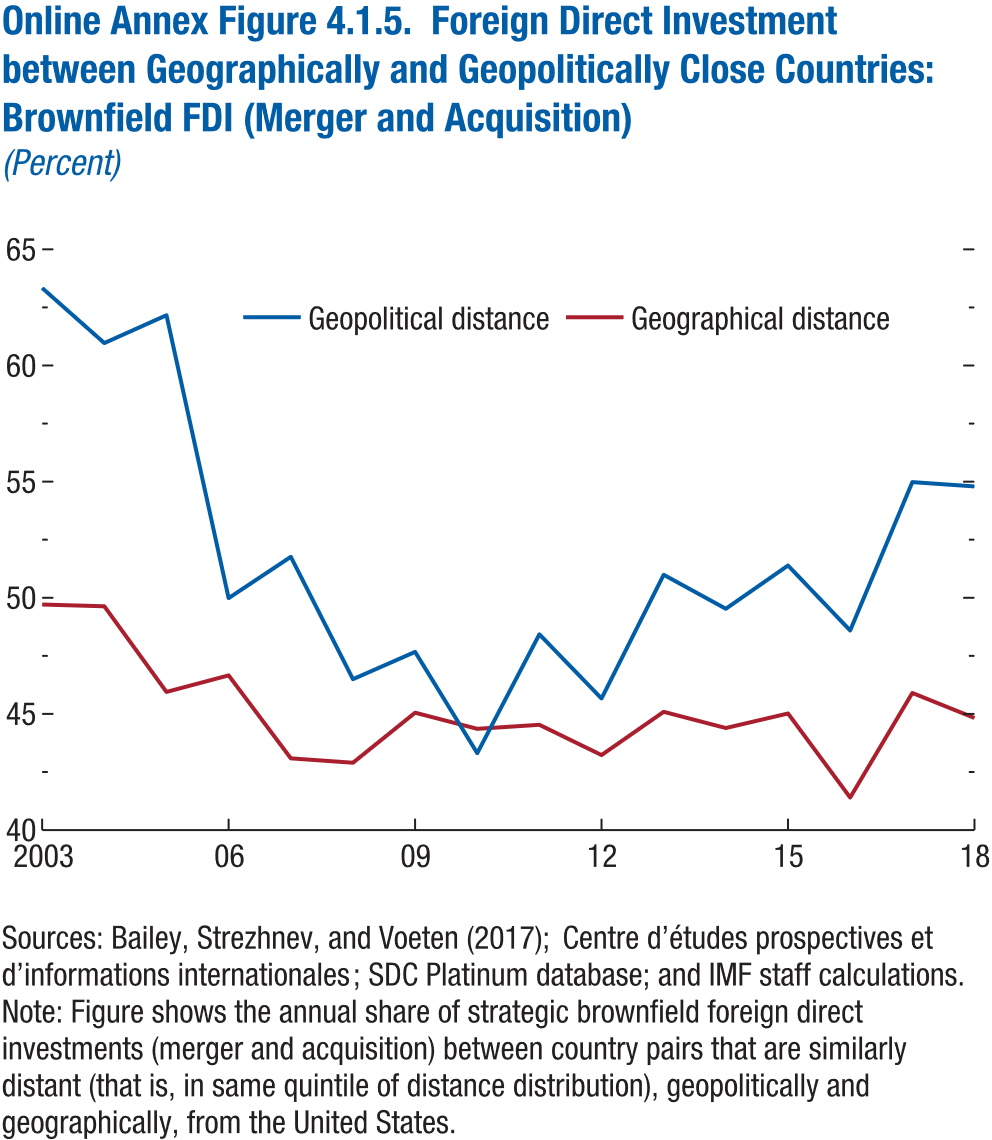 Online Annex Figure 4.1.5.  Foreign Direct Investment
between Geographically and Geopolitically Close Countries:
Brownfield FDI (Merger and Acquisition)
(Percent)
65
Geopolitical distance
Geographical distance
60
55
50
45
40
2003
06
09
12
15
18
Sources: Bailey, Strezhnev, and Voeten (2017);  Centre d’études prospectives et
d’informations internationales; SDC Platinum database; and IMF staff calculations.
Note: Figure shows the annual share of strategic brownfield foreign direct
investments (merger and acquisition) between country pairs that are similarly
distant (that is, in same quintile of distance distribution), geopolitically and
geographically, from the United States.